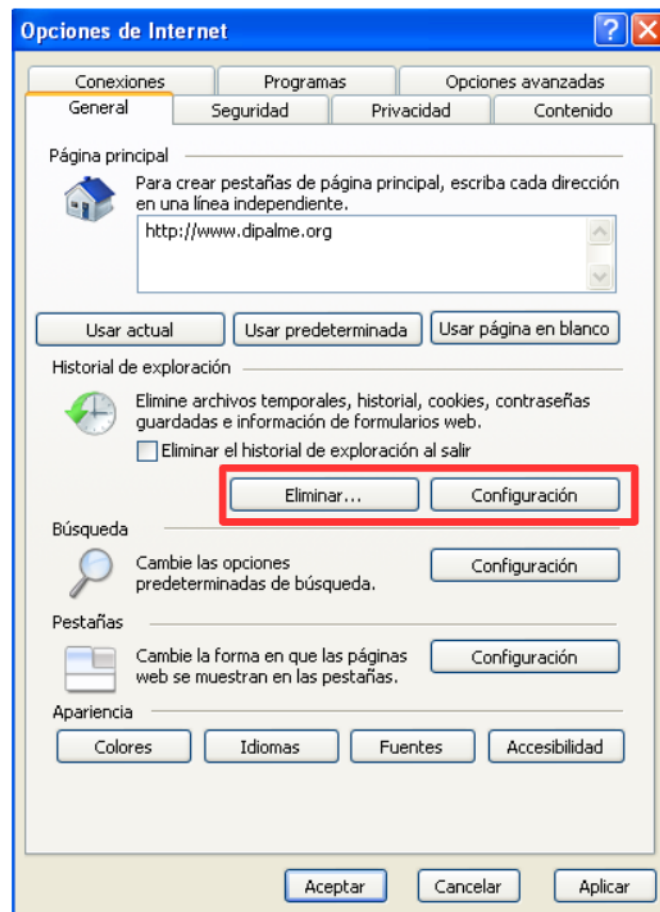 Opciones de Internet
?
Conexiones Programas Opciones avanzadas
General Seguridad Privacidad Contenido
Página principal
Para crear pestañas de página principal, escriba cada dirección
en una línea independiente.
http://www.dipalme.org
Usar actual Usar predeterminada Usar página en blanco
Historial de exploración
Elimine archivos temporales, historial, cookies, contraseñas
guardadas e información de formularios web.
Eliminar el historial de exploración al salir
Eliminar... Configuración
Búsqueda
Cambie las opciones
predeterminadas de búsqueda.
Configuración
Pestañas
Cambie la forma en que las páginas
web se muestran en las pestañas.
Configuración
Apariencia
Colores Idiomas Fuentes Accesibilidad
Aceptar Cancelar Aplicar